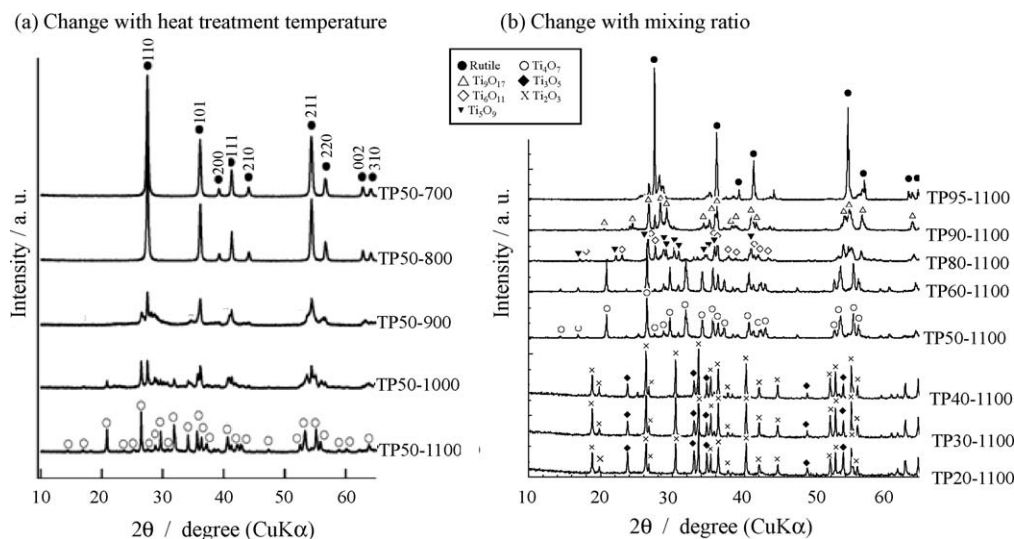 (a) Change with heat treatment temperature
Intensity / a. u.
110
101
200
111
210
211
220
002
310
TP50-700
TP50-800
TP50-900
TP50-1000
TP50-1100
10 20 30 40 50 60
2θ / degree (CuKα)
(b) Change with mixing ratio
● Rutile ○ Ti₄O₇
△ Ti₉O₁₇ ◆ Ti₃O₅
◇ Ti₆O₁₁ X Ti₂O₃
▼ Ti₅O₉
Intensity / a. u.
TP95-1100
TP90-1100
TP80-1100
TP60-1100
TP50-1100
TP40-1100
TP30-1100
TP20-1100
10 20 30 40 50 60
2θ / degree (CuKα)